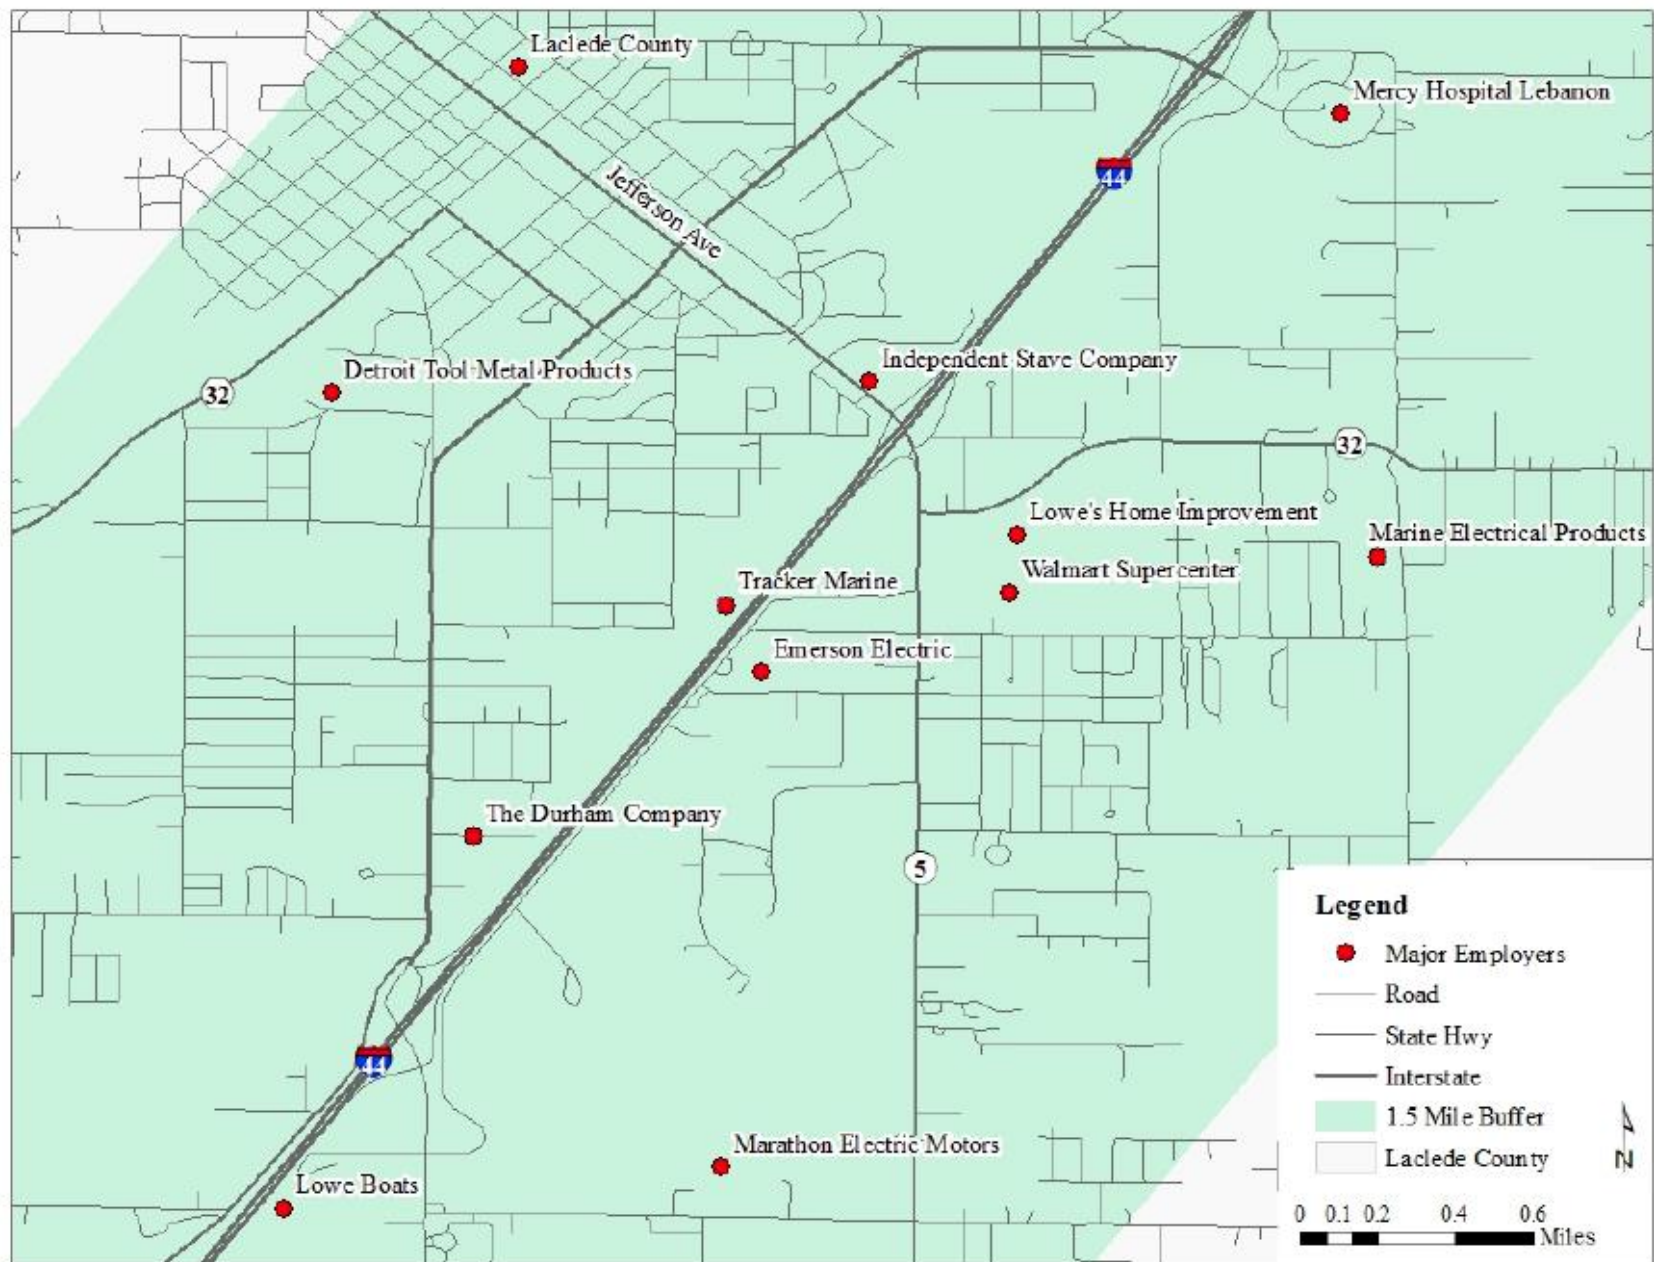 Laclede County
Mercy Hospital Lebanon
44
Jefferson Ave
Independent Stave Company
Detroit Tool Metal Products
32
32
Lowe's Home Improvement
Marine Electrical Products
Walmart Supercenter
Tracker Marine
Emerson Electric
The Durham Company
5
Legend
Major Employers
Road
State Hwy
Interstate
1.5 Mile Buffer
Laclede County
44
Marathon Electric Motors
Lowe Boats
N
0 0.1 0.2 0.4 0.6
Miles